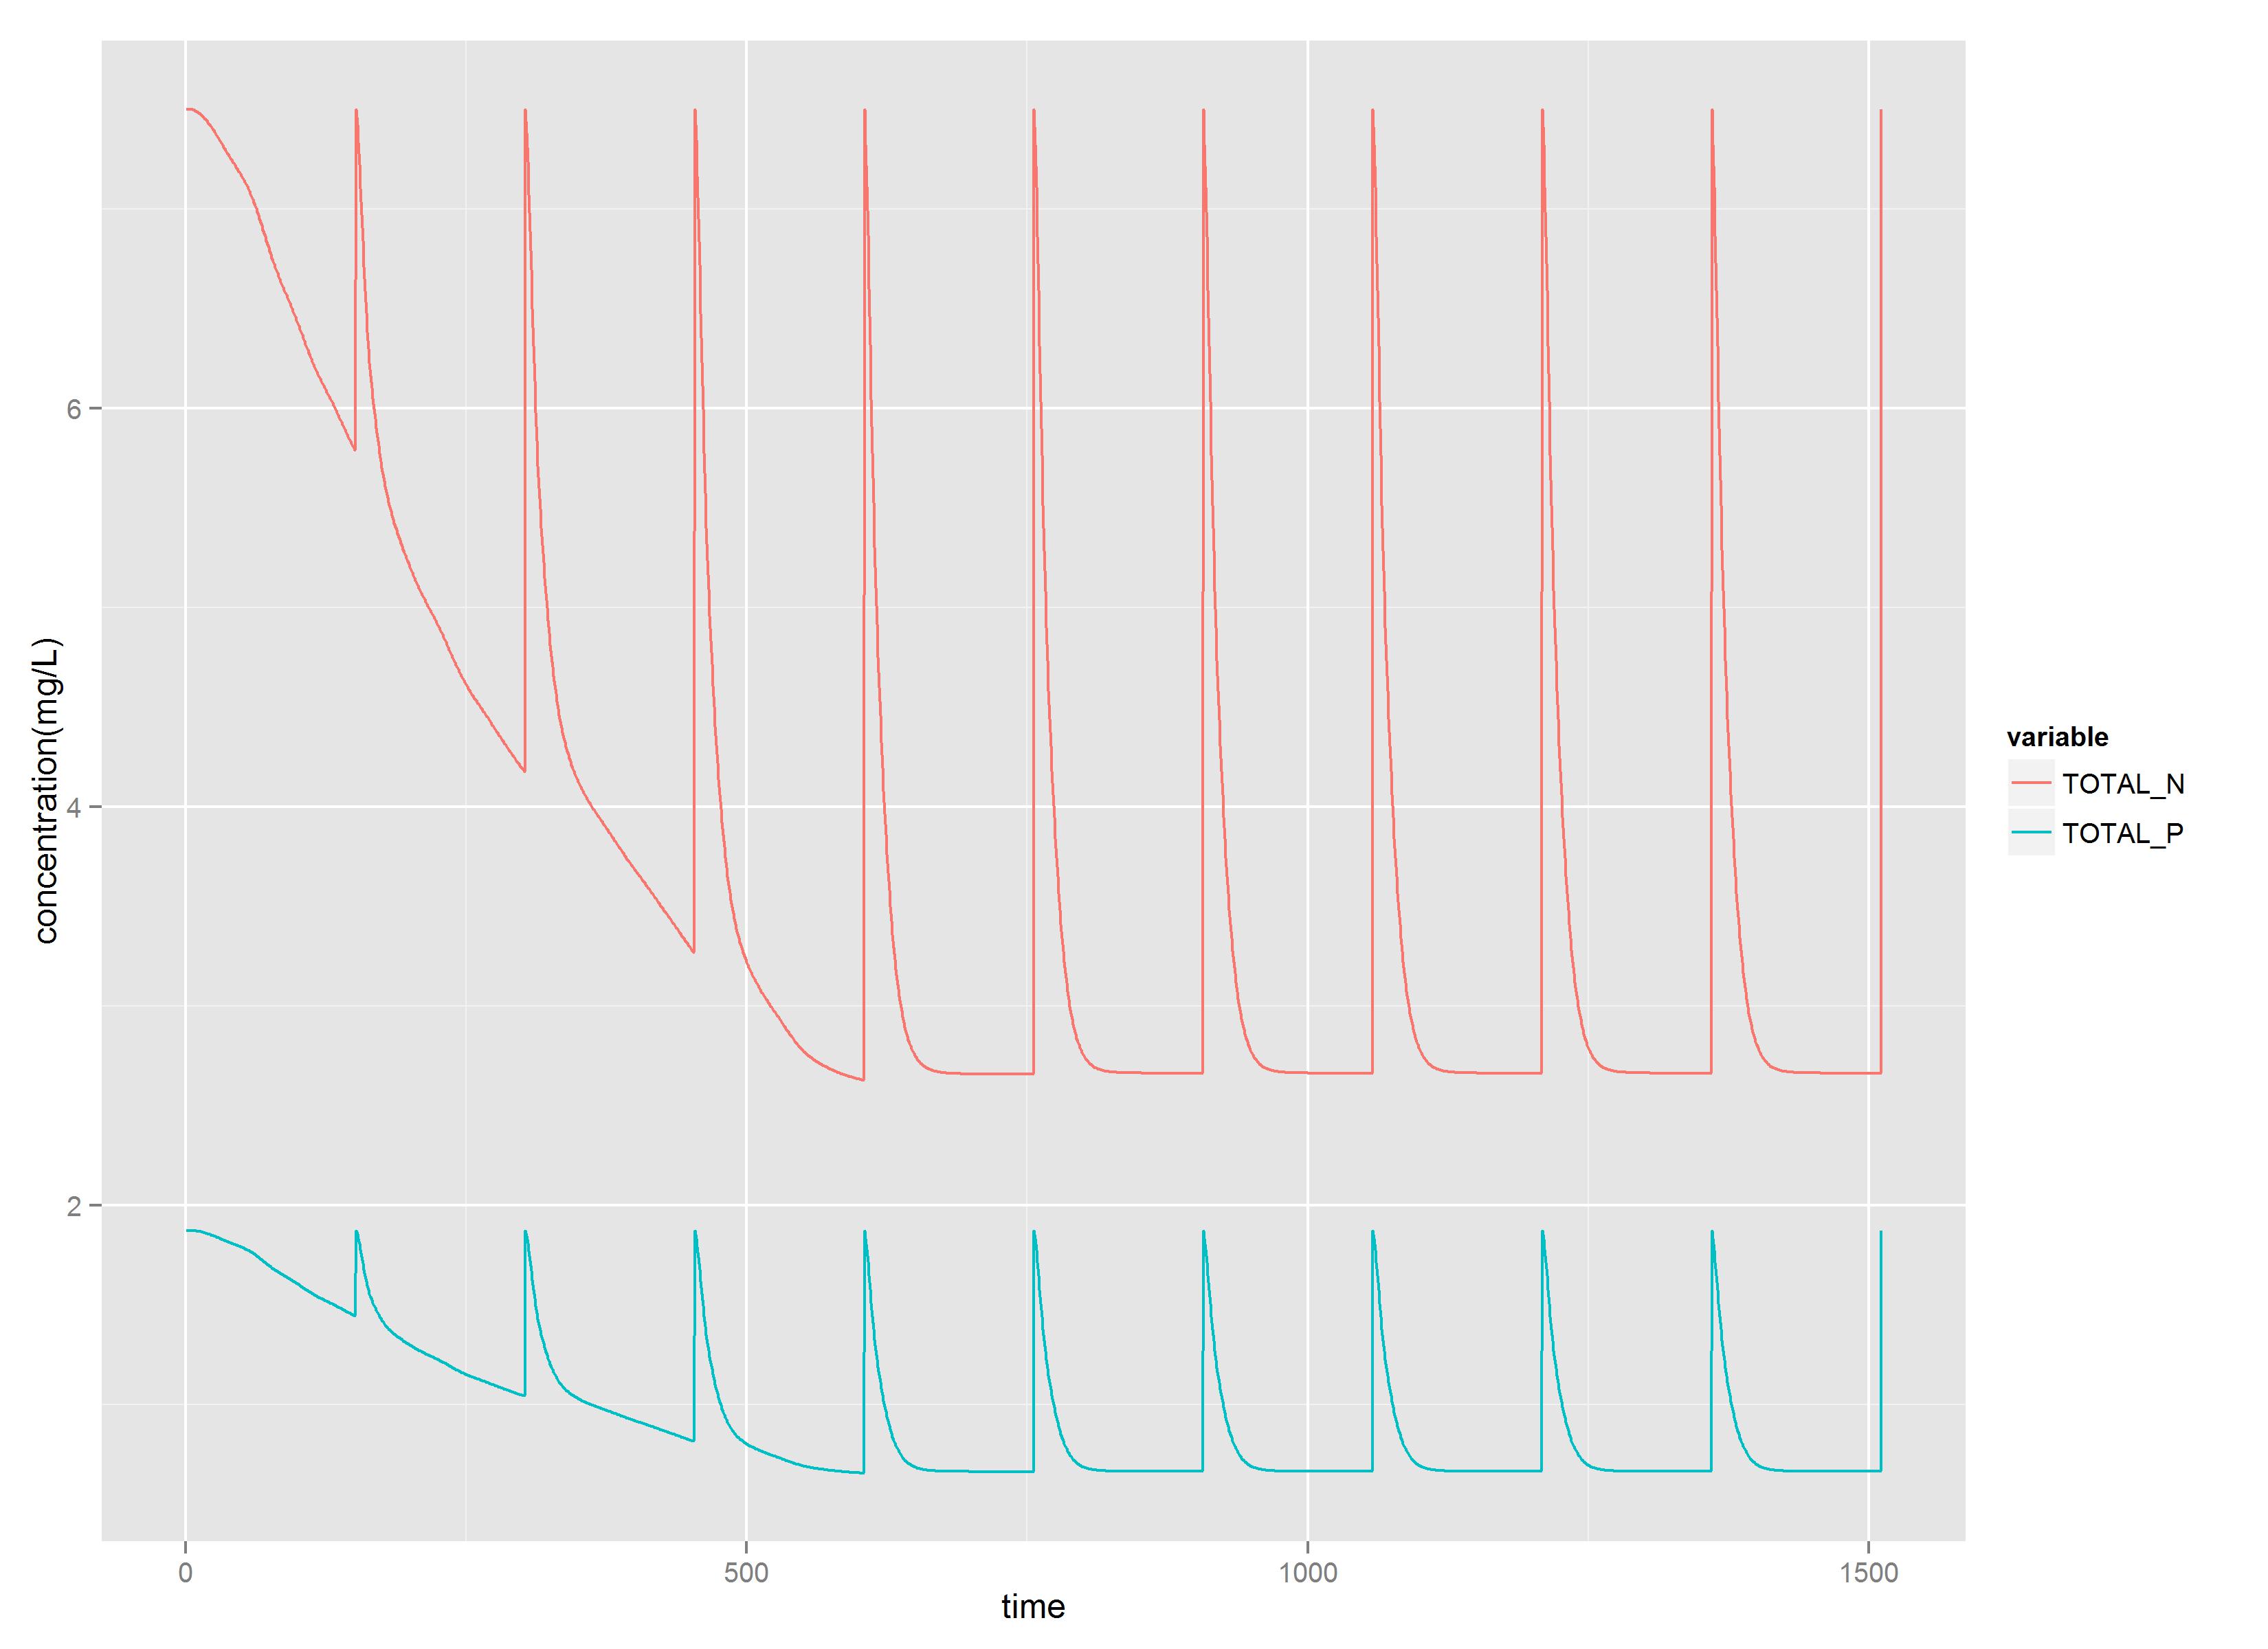 concentration(mg/L)
6
4
2
0
500
1000
1500
time
variable
TOTAL_N
TOTAL_P